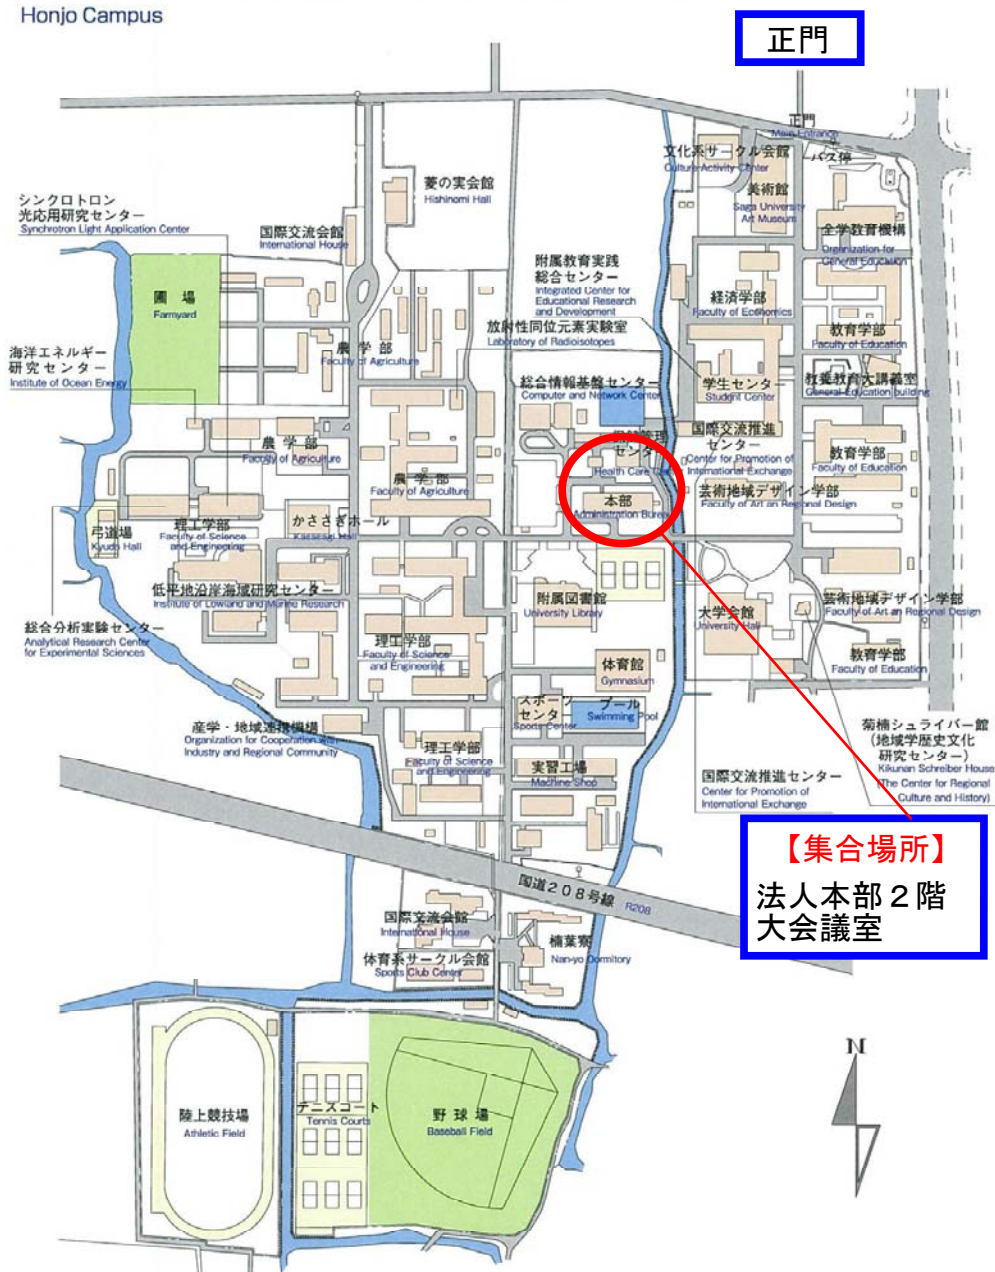 Honjo Campus
正門
正門
Main Entrance
バス停
文化系サークル会館
Culture Activity Center
美術館
Saga University
Art Museum
菱の実会館
Hishinomi Hall
シンクロトロン
光応用研究センター
Synchrotron Light Application Center
国際交流会館
International House
全学教育機構
Organization for
General Education
附属教育実践
総合センター
Integrated Center for
Educational Research
and Development
圃場
Farmyard
経済学部
Faculty of Economics
放射性同位元素実験室
Laboratory of Radioisotopes
教育学部
Faculty of Education
農学部
Faculty of Agriculture
海洋エネルギー
研究センター
Institute of Ocean Energy
総合情報基盤センター
Computer and Network Center
学生センター
Student Center
教養教育大講義室
General Education building
農学部
Faculty of Agriculture
国際交流推進
センター
Center for Promotion of
International Exchange
センター
Health Care
教育学部
Faculty of Education
農学部
Faculty of Agriculture
本部
Administration Bureau
芸術地域デザイン学部
Faculty of Art an Regional Design
弓道場
Kyudo Hall
理工学部
Faculty of Science
and Engineering
かささぎホール
Kasasagi Hall
低平地沿岸海域研究センター
Institute of Lowland and Marine Research
附属図書館
University Library
大学会館
University Hall
芸術地域デザイン学部
Faculty of Art an Regional Design
総合分析実験センター
Analytical Research Center
for Experimental Sciences
理工学部
Faculty of Science
and Engineering
体育館
Gymnasium
教育学部
Faculty of Education
スポーツ
センター
Sports Center
プール
Swimming Pool
産学・地域連携機構
Organization for Cooperation with
Industry and Regional Community
理工学部
Faculty of Science
and Engineering
実習工場
Machine Shop
国際交流推進センター
Center for Promotion of
International Exchange
菊楠シュライバー館
(地域学歴史文化
研究センター)
Kikunan Schreiber House
(The Center for Regional
Culture and History)
【集合場所】
法人本部２階
大会議室
国道２０８号線 R208
国際交流会館
International House
楠葉寮
Nan-yo Dormitory
体育系サークル会館
Sports Club Center
N
陸上競技場
Athletic Field
テニスコート
Tennis Courts
野球場
Baseball Field